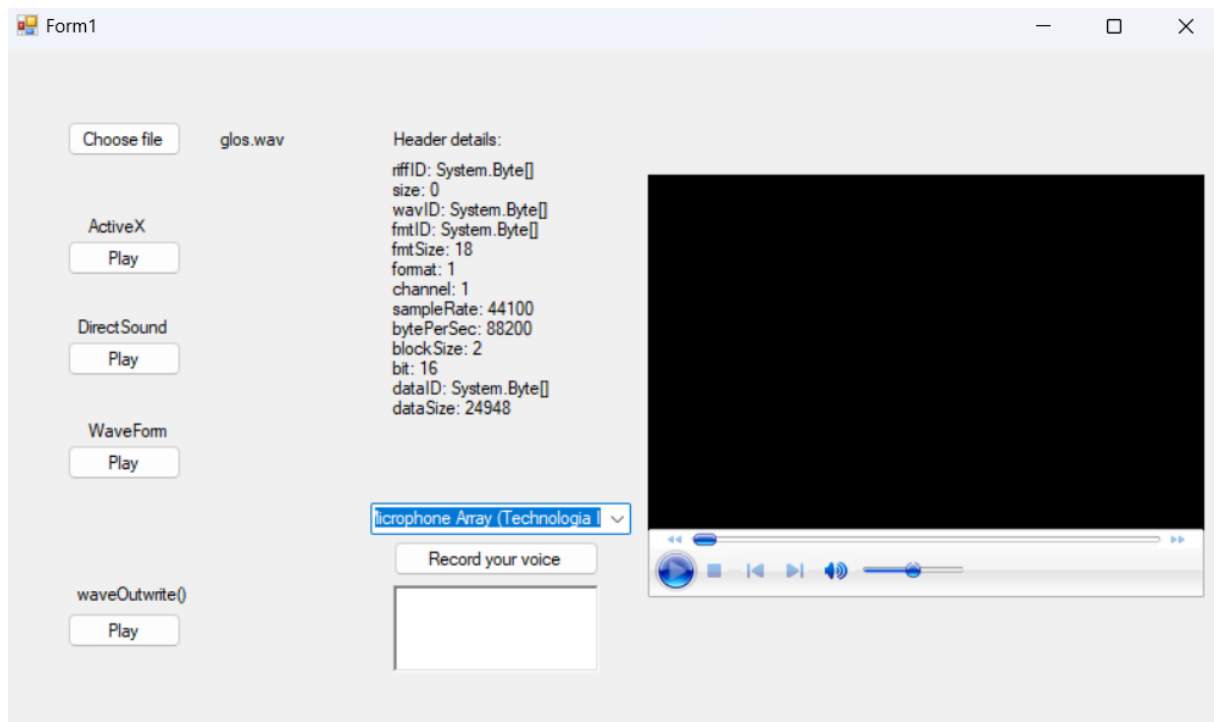 Form1
Choose file
glos.wav
Header details:
riffID: System.Byte[]
size: 0
wavID: System.Byte[]
fmtID: System.Byte[]
fmtSize: 18
format: 1
channel: 1
sampleRate: 44100
bytePerSec: 88200
blockSize: 2
bit: 16
dataID: System.Byte[]
dataSize: 24948
ActiveX
Play
DirectSound
Play
WaveForm
Play
Array (Technologia
Record your voice
waveOutwrite()
Play